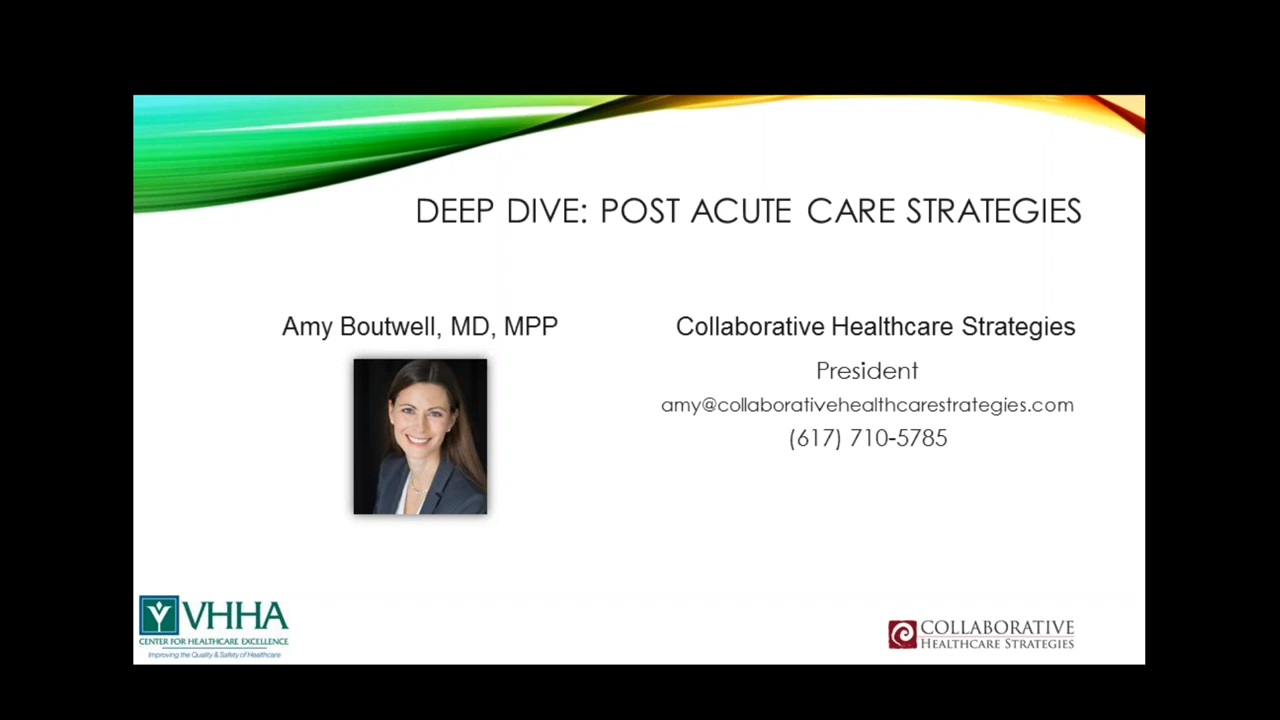 DEEP DIVE: POST ACUTE CARE STRATEGIES
Amy Boutwell, MD, MPP
Collaborative Healthcare Strategies
President
amy@collaborativehealthcarestrategies.com
(617) 710-5785
VHHA
CENTER FOR HEALTHCARE EXCELLENCE
Improving the Quality & Safety of Healthcare
COLLABORATIVE
HEALTHCARE STRATEGIES